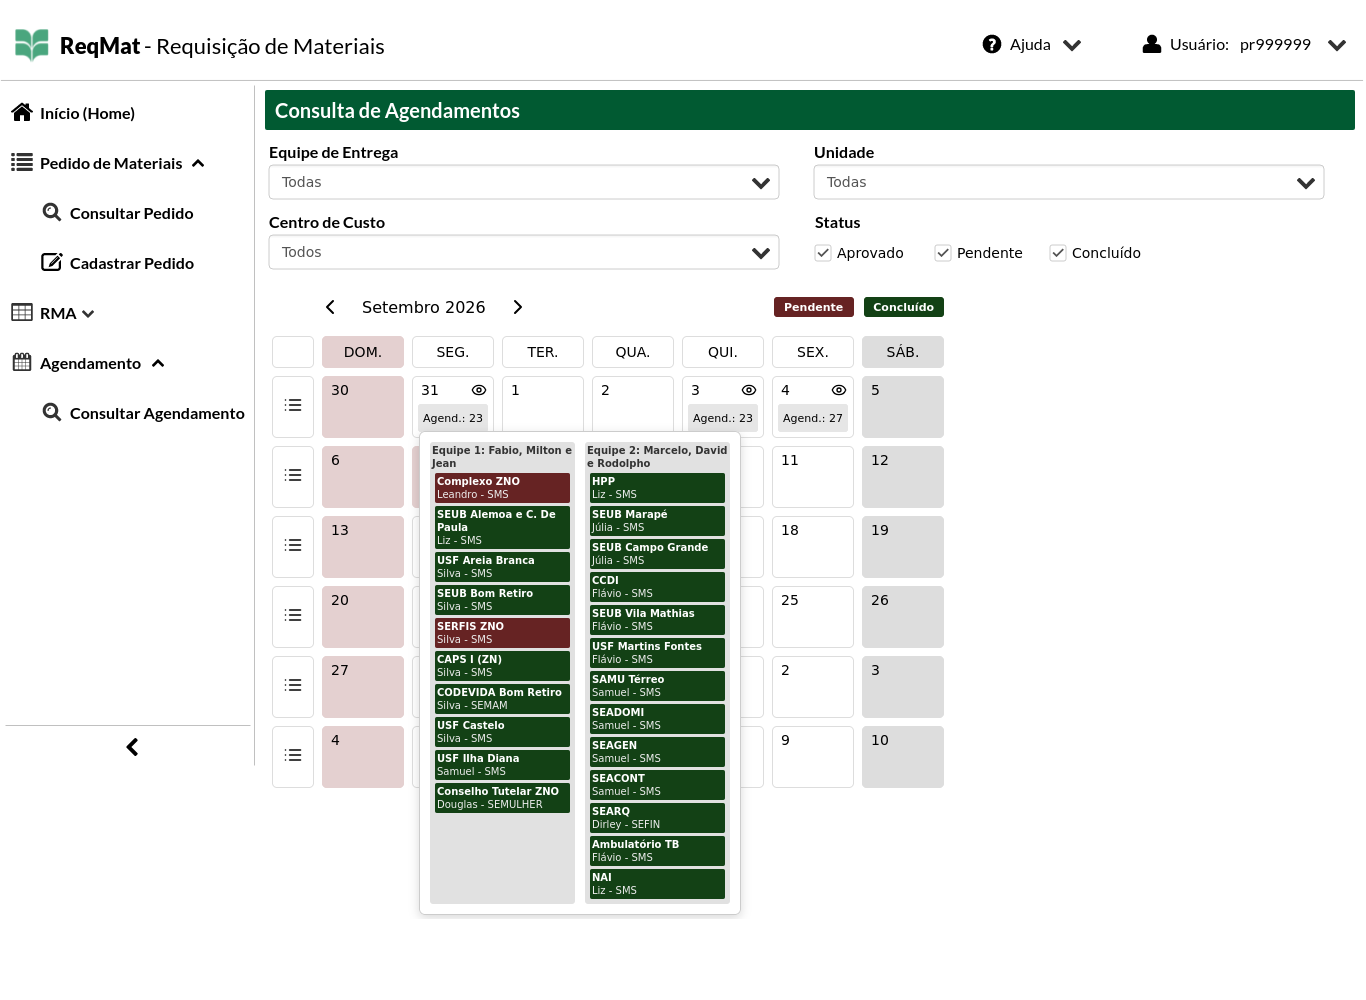 ReqMat - Requisição de Materiais
Ajuda
Usuário: pr999999
Início (Home)
Pedido de Materiais
Consultar Pedido
Cadastrar Pedido
RMA
Agendamento
Consultar Agendamento
Consulta de Agendamentos
Equipe de Entrega
Todas
Unidade
Todas
Centro de Custo
Todos
Status
Aprovado
Pendente
Concluído
Setembro 2026
Pendente
Concluído
DOM.
SEG.
TER.
QUA.
QUI.
SEX.
SÁB.
30
31
Agend.: 23
1
2
3
Agend.: 23
4
Agend.: 27
5
6
11
12
13
18
19
20
25
26
27
2
3
4
9
10
Equipe 1: Fabio, Milton e
Jean
Complexo ZNO
Leandro - SMS
SEUB Alemoa e C. De
Paula
Liz - SMS
USF Areia Branca
Silva - SMS
SEUB Bom Retiro
Silva - SMS
SERFIS ZNO
Silva - SMS
CAPS I (ZN)
Silva - SMS
CODEVIDA Bom Retiro
Silva - SEMAM
USF Castelo
Silva - SMS
USF Ilha Diana
Samuel - SMS
Conselho Tutelar ZNO
Douglas - SEMULHER
Equipe 2: Marcelo, David
e Rodolpho
HPP
Liz - SMS
SEUB Marapé
Júlia - SMS
SEUB Campo Grande
Júlia - SMS
CCDI
Flávio - SMS
SEUB Vila Mathias
Flávio - SMS
USF Martins Fontes
Flávio - SMS
SAMU Térreo
Samuel - SMS
SEADOMI
Samuel - SMS
SEAGEN
Samuel - SMS
SEACONT
Samuel - SMS
SEARQ
Dirley - SEFIN
Ambulatório TB
Flávio - SMS
NAI
Liz - SMS